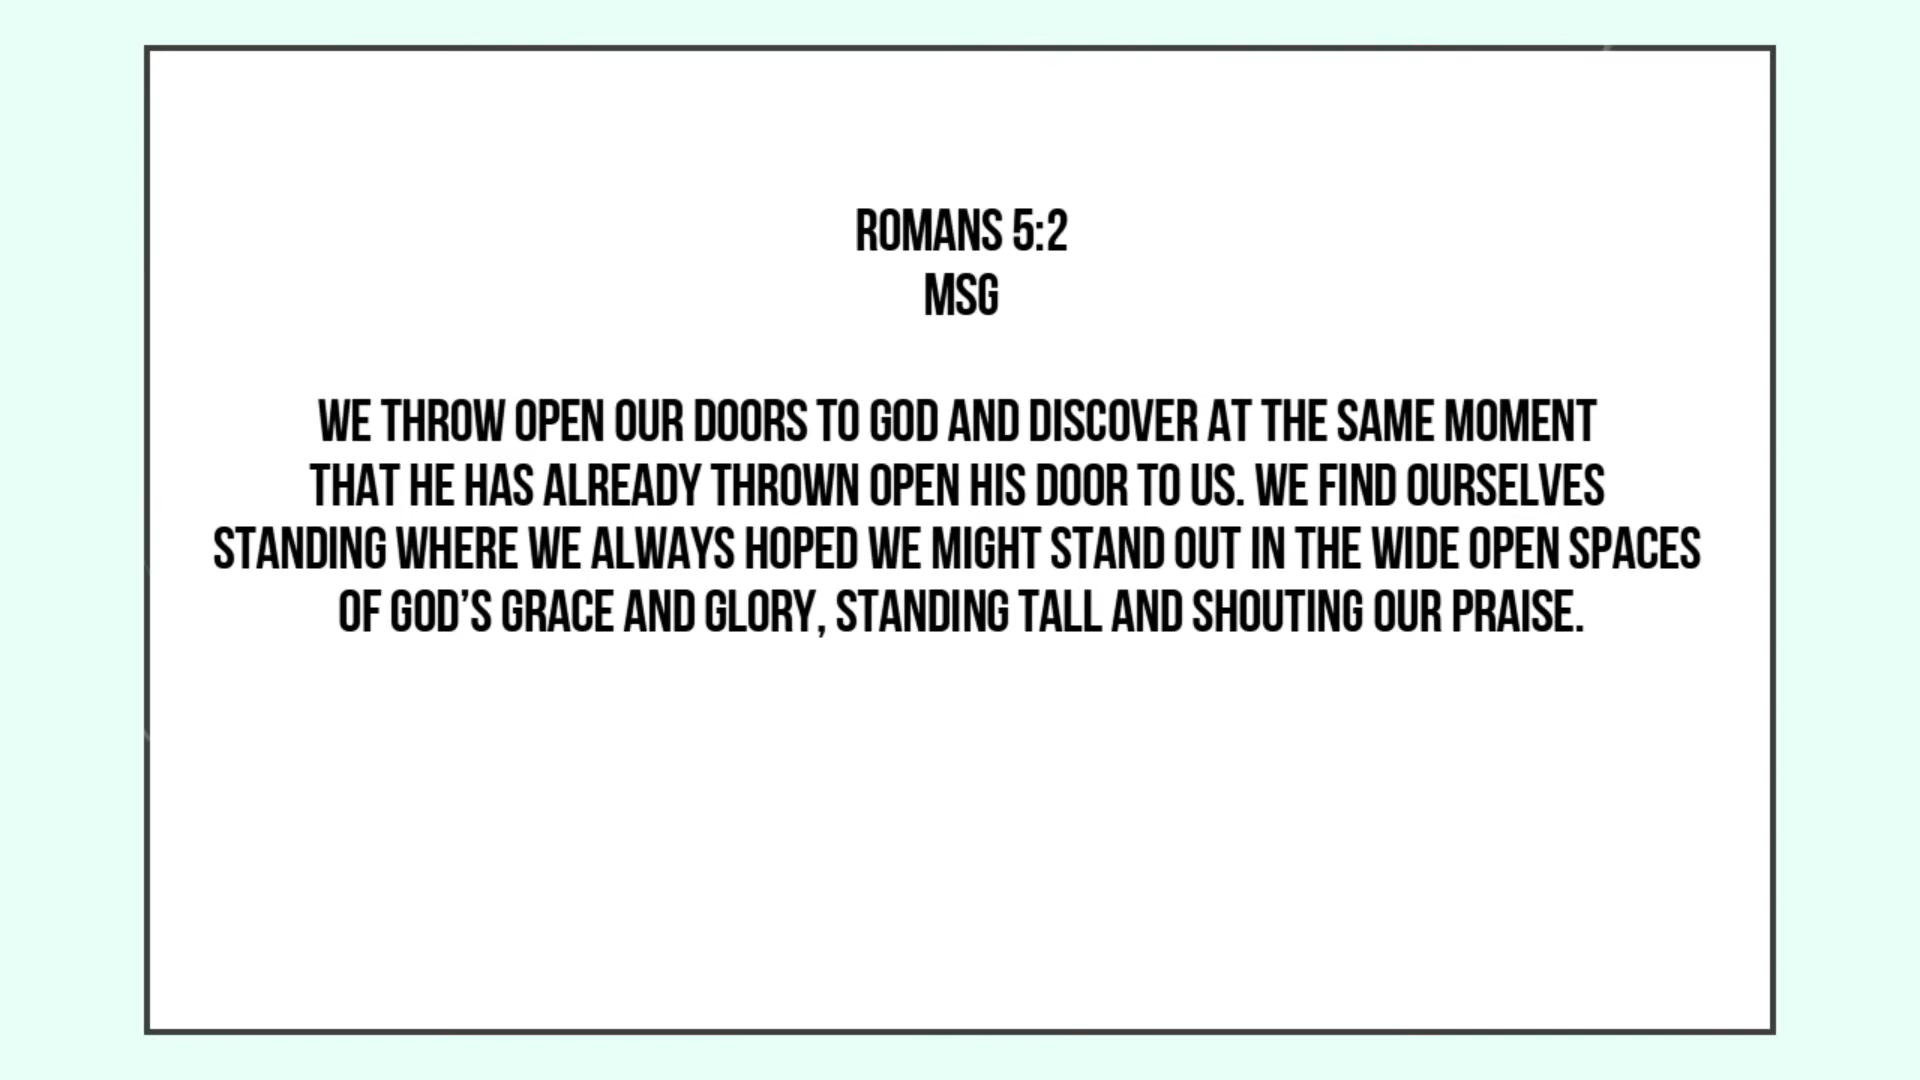 ROMANS 5:2
MSG
WE THROW OPEN OUR DOORS TO GOD AND DISCOVER AT THE SAME MOMENT
THAT HE HAS ALREADY THROWN OPEN HIS DOOR TO US. WE FIND OURSELVES
STANDING WHERE WE ALWAYS HOPED WE MIGHT STAND OUT IN THE WIDE OPEN SPACES
OF GOD’S GRACE AND GLORY, STANDING TALL AND SHOUTING OUR PRAISE.